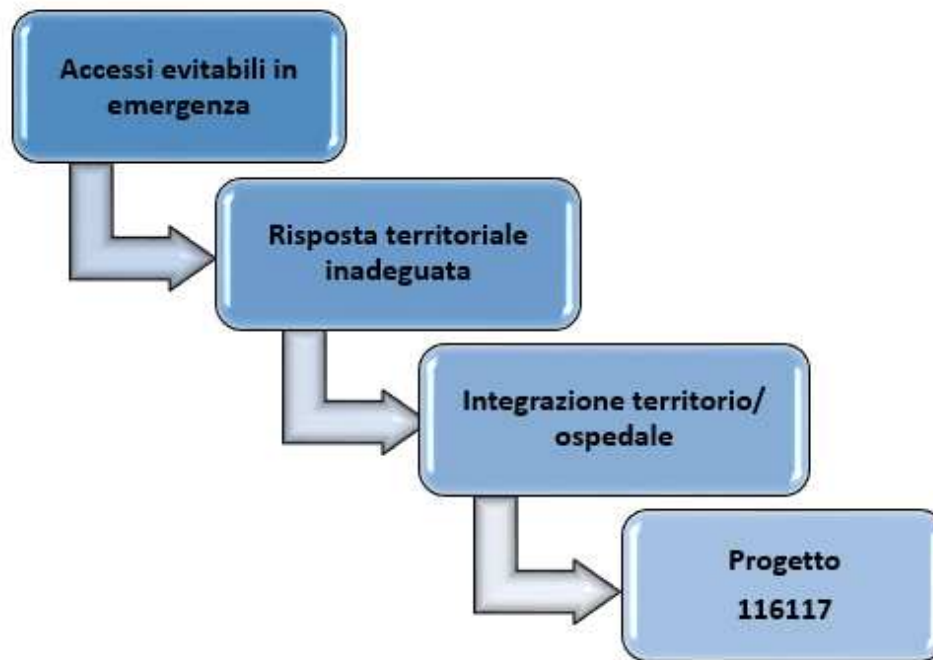 Accessi evitabili in
emergenza
Risposta territoriale
inadeguata
Integrazione territorio/
ospedale
Progetto
116117